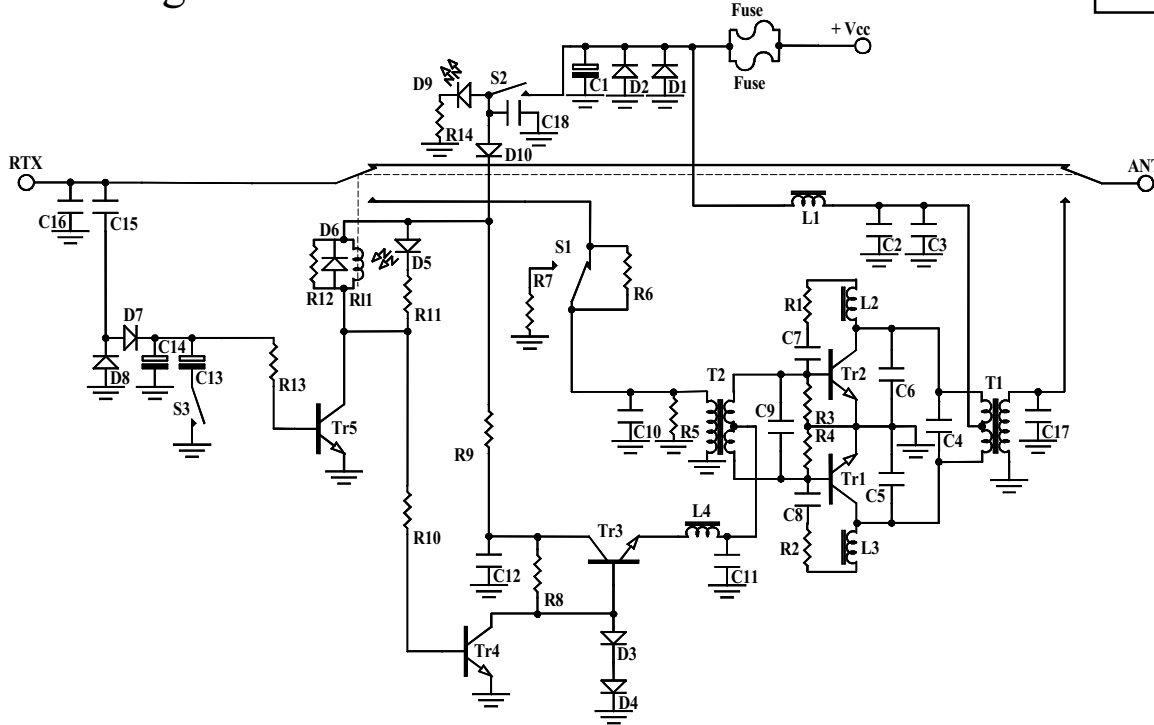 Fuse
+ Vcc
Fuse
D9
S2
C1
D2
D1
R14
C18
D10
RTX
ANT
C16
C15
L1
C2
C3
D6
D5
S1
R7
R6
R12
Rl1
R11
R1
L2
D7
C14
C7
D8
C13
R13
T2
Tr2
C6
T1
S3
C9
R3
C10
R5
R4
C4
C17
Tr5
R9
Tr1
C5
C8
L4
R10
Tr3
R2
L3
C12
C11
R8
Tr4
D3
D4